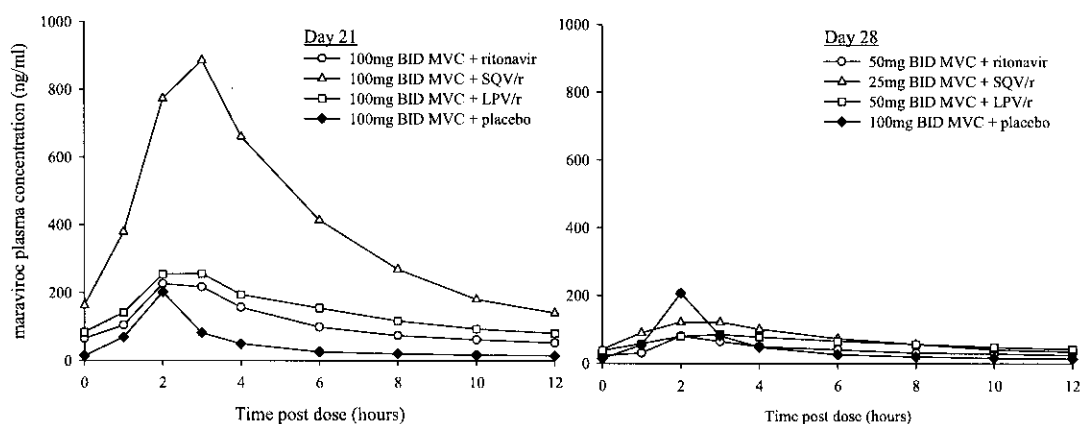 maraviroc plasma concentration (ng/ml)
1000
800
600
400
200
0
Day 21
100mg BID MVC + ritonavir
100mg BID MVC + SQV/r
100mg BID MVC + LPV/r
100mg BID MVC + placebo
0 2 4 6 8 10 12
Time post dose (hours)
1000
800
600
400
200
0
Day 28
50mg BID MVC + ritonavir
25mg BID MVC + SQV/r
50mg BID MVC + LPV/r
100mg BID MVC + placebo
0 2 4 6 8 10 12
Time post dose (hours)